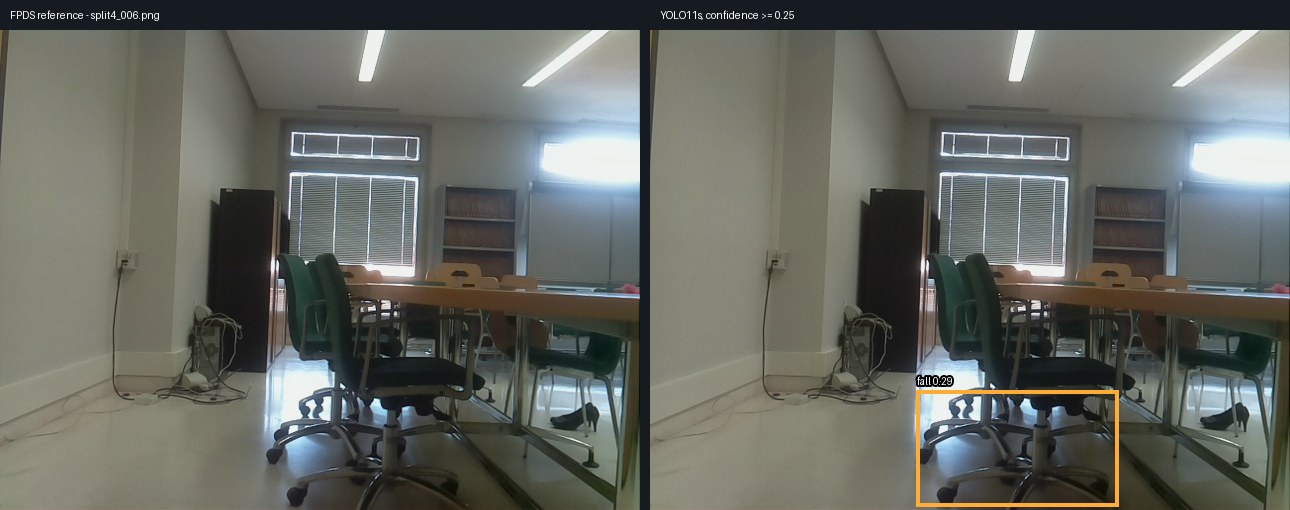 FPDS reference - split4_006.png
YOLO11s, confidence >= 0.25
fall 0.29